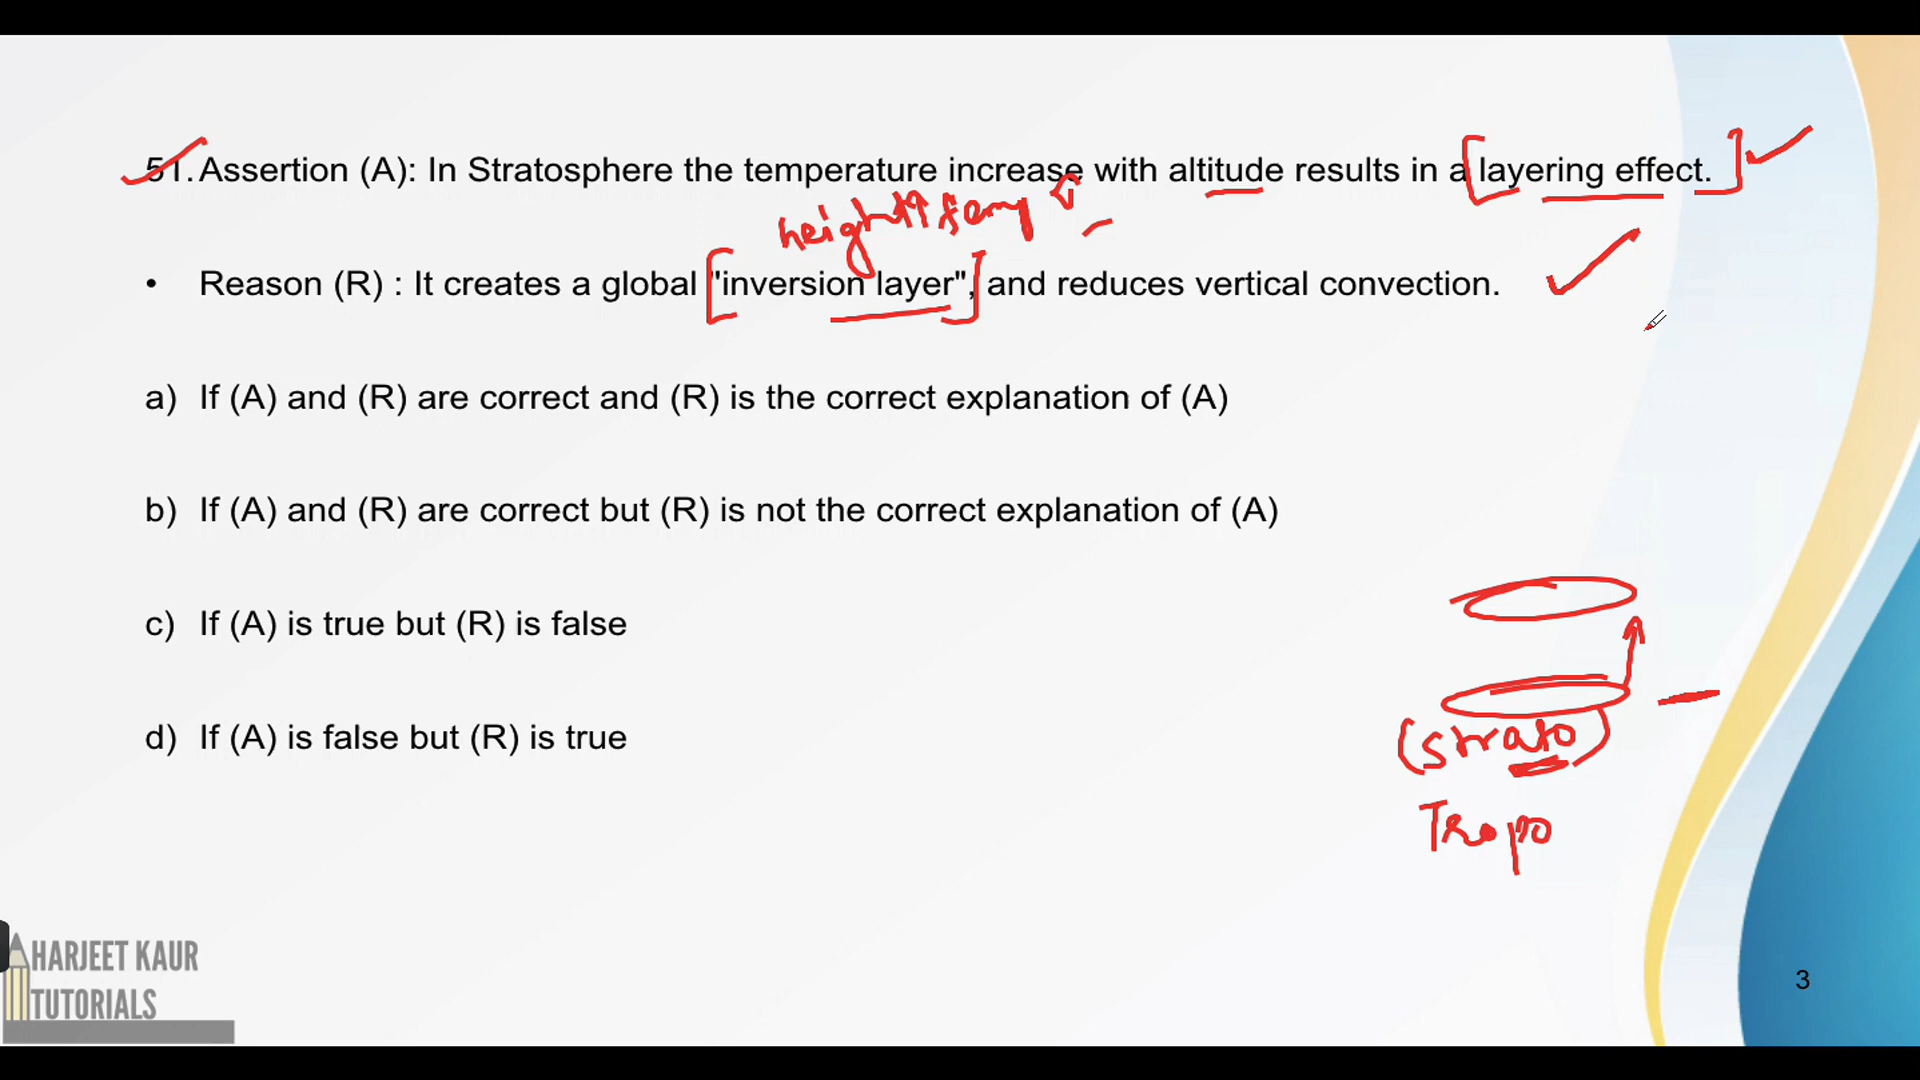 51. Assertion (A): In Stratosphere the temperature increase with altitude results in a layering effect.
height↑ temp
• Reason (R) : It creates a global "inversion layer", and reduces vertical convection.
a) If (A) and (R) are correct and (R) is the correct explanation of (A)
b) If (A) and (R) are correct but (R) is not the correct explanation of (A)
c) If (A) is true but (R) is false
d) If (A) is false but (R) is true
(strato)
Tropo
HARJEET KAUR
TUTORIALS
3